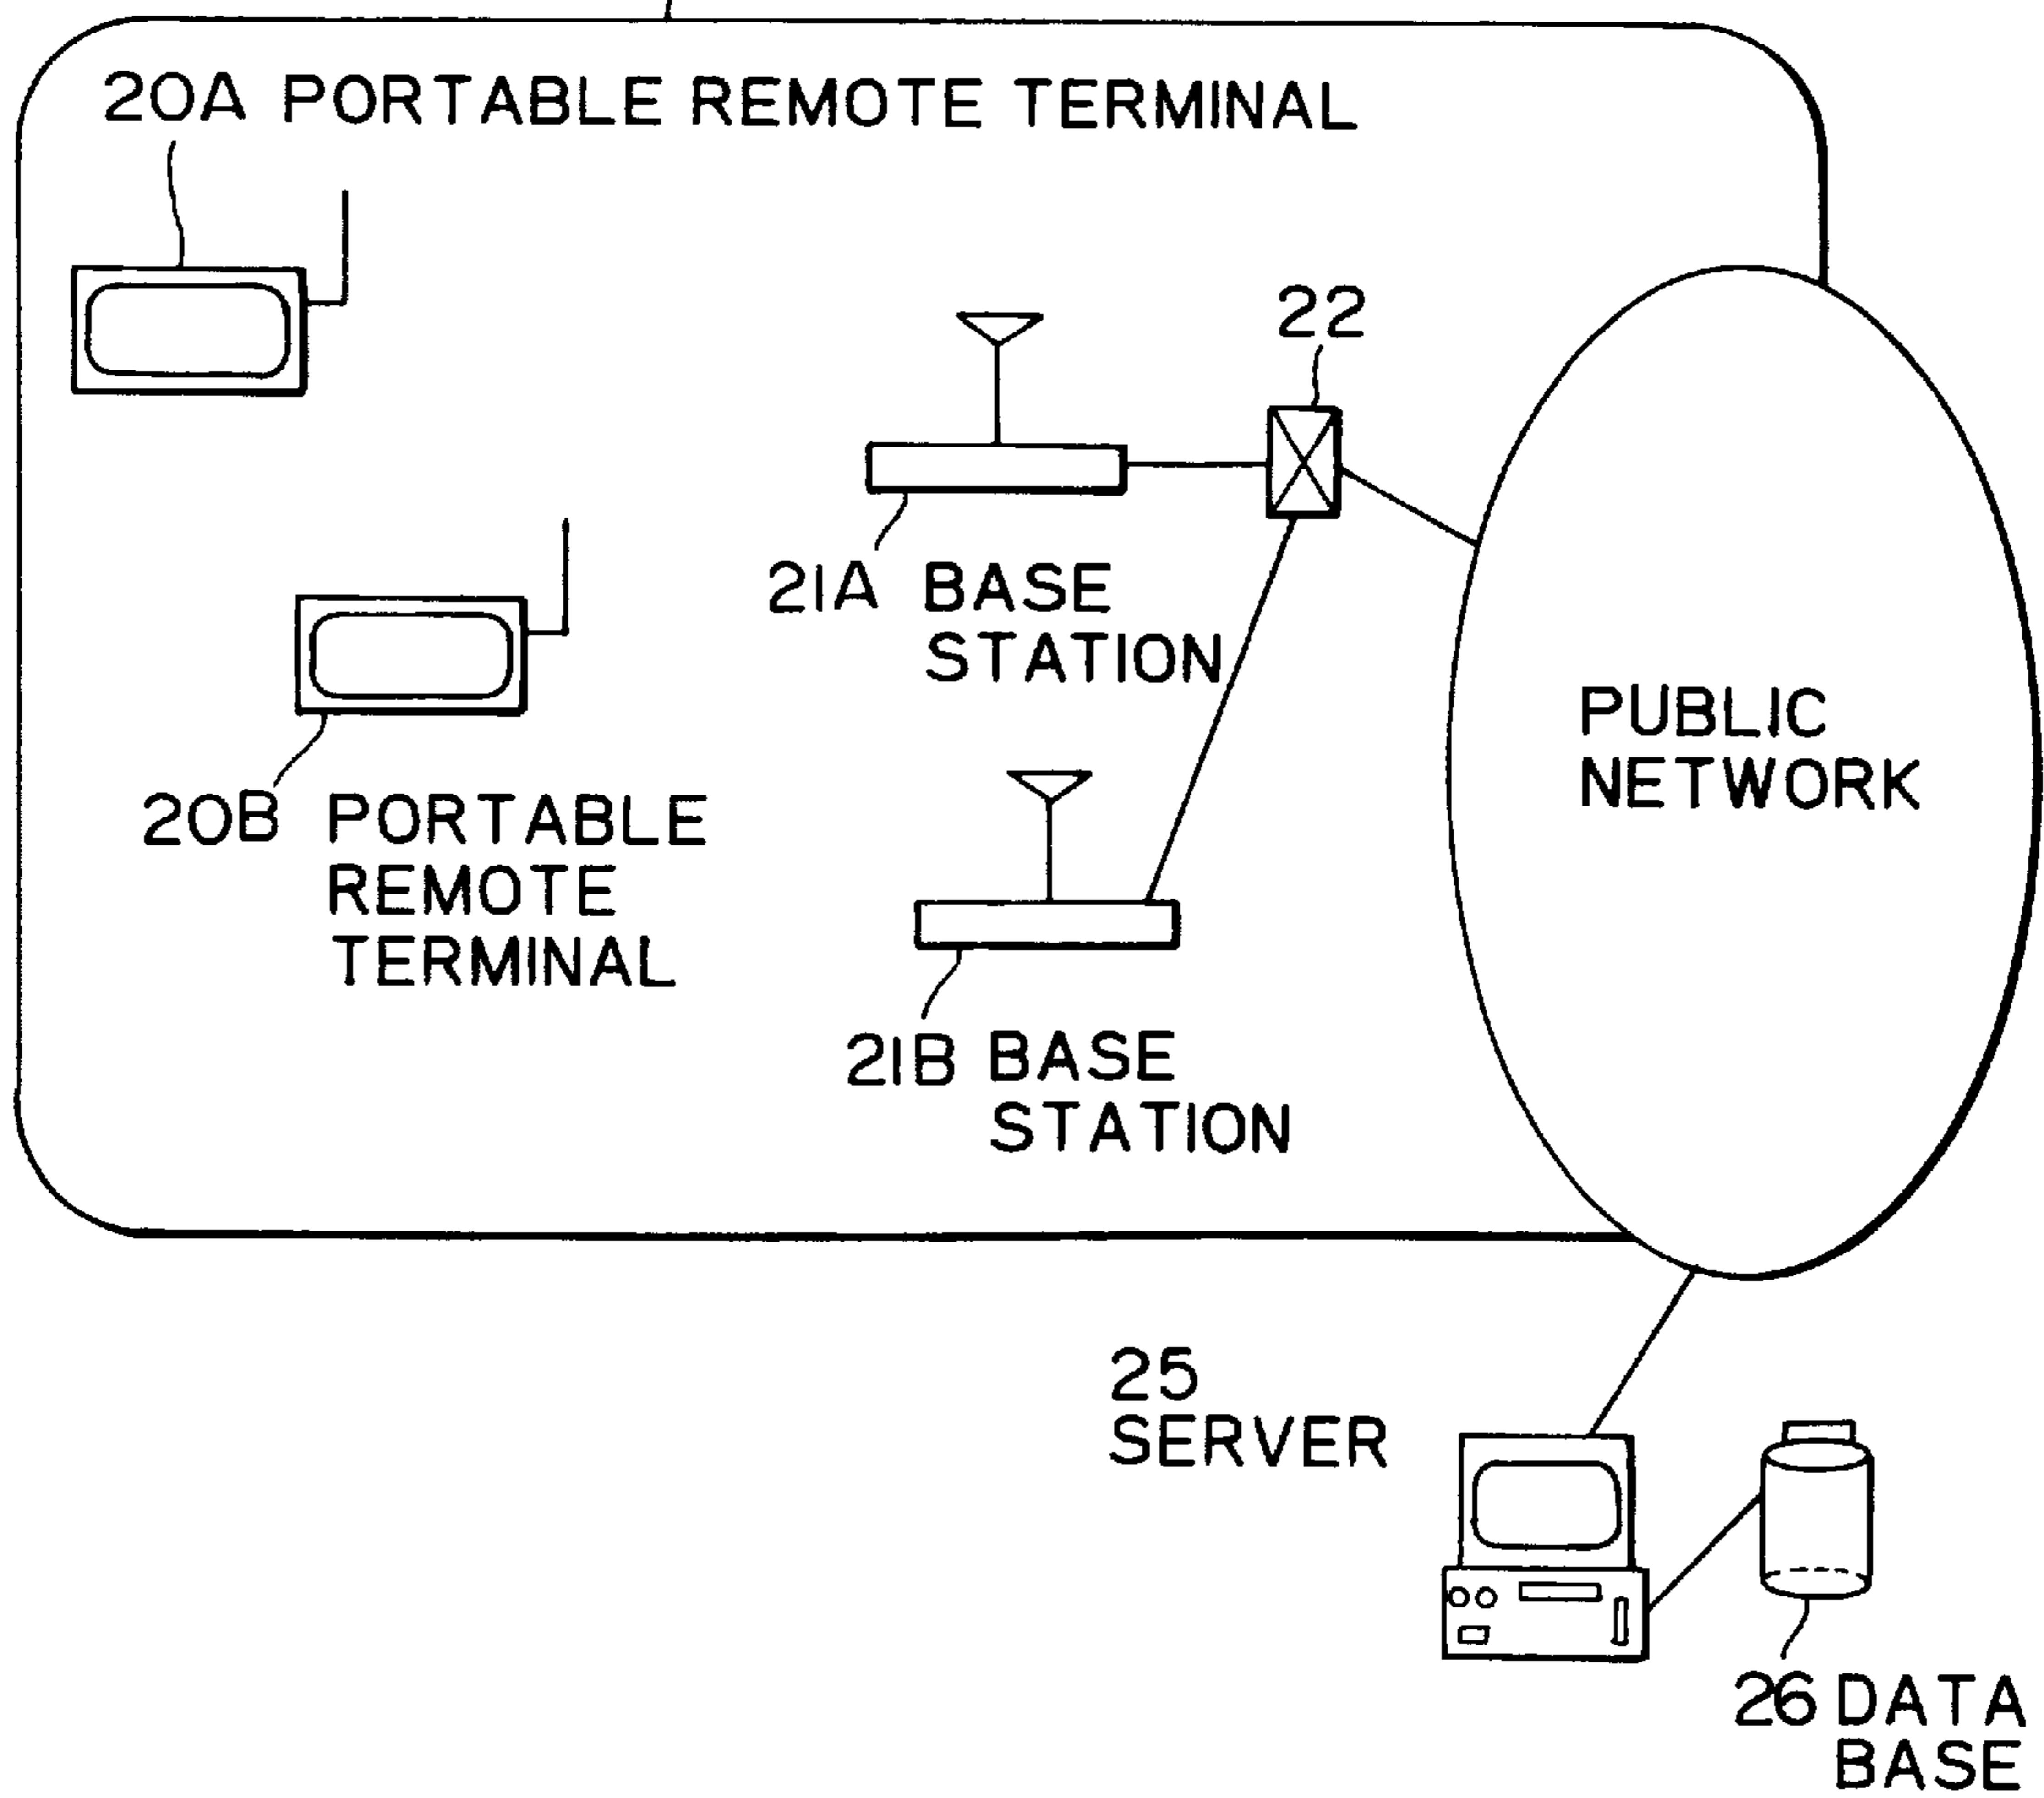 20A PORTABLE REMOTE TERMINAL
22
21A BASE
STATION
PUBLIC
NETWORK
20B PORTABLE
REMOTE
TERMINAL
21B BASE
STATION
25
SERVER
26 DATA
BASE